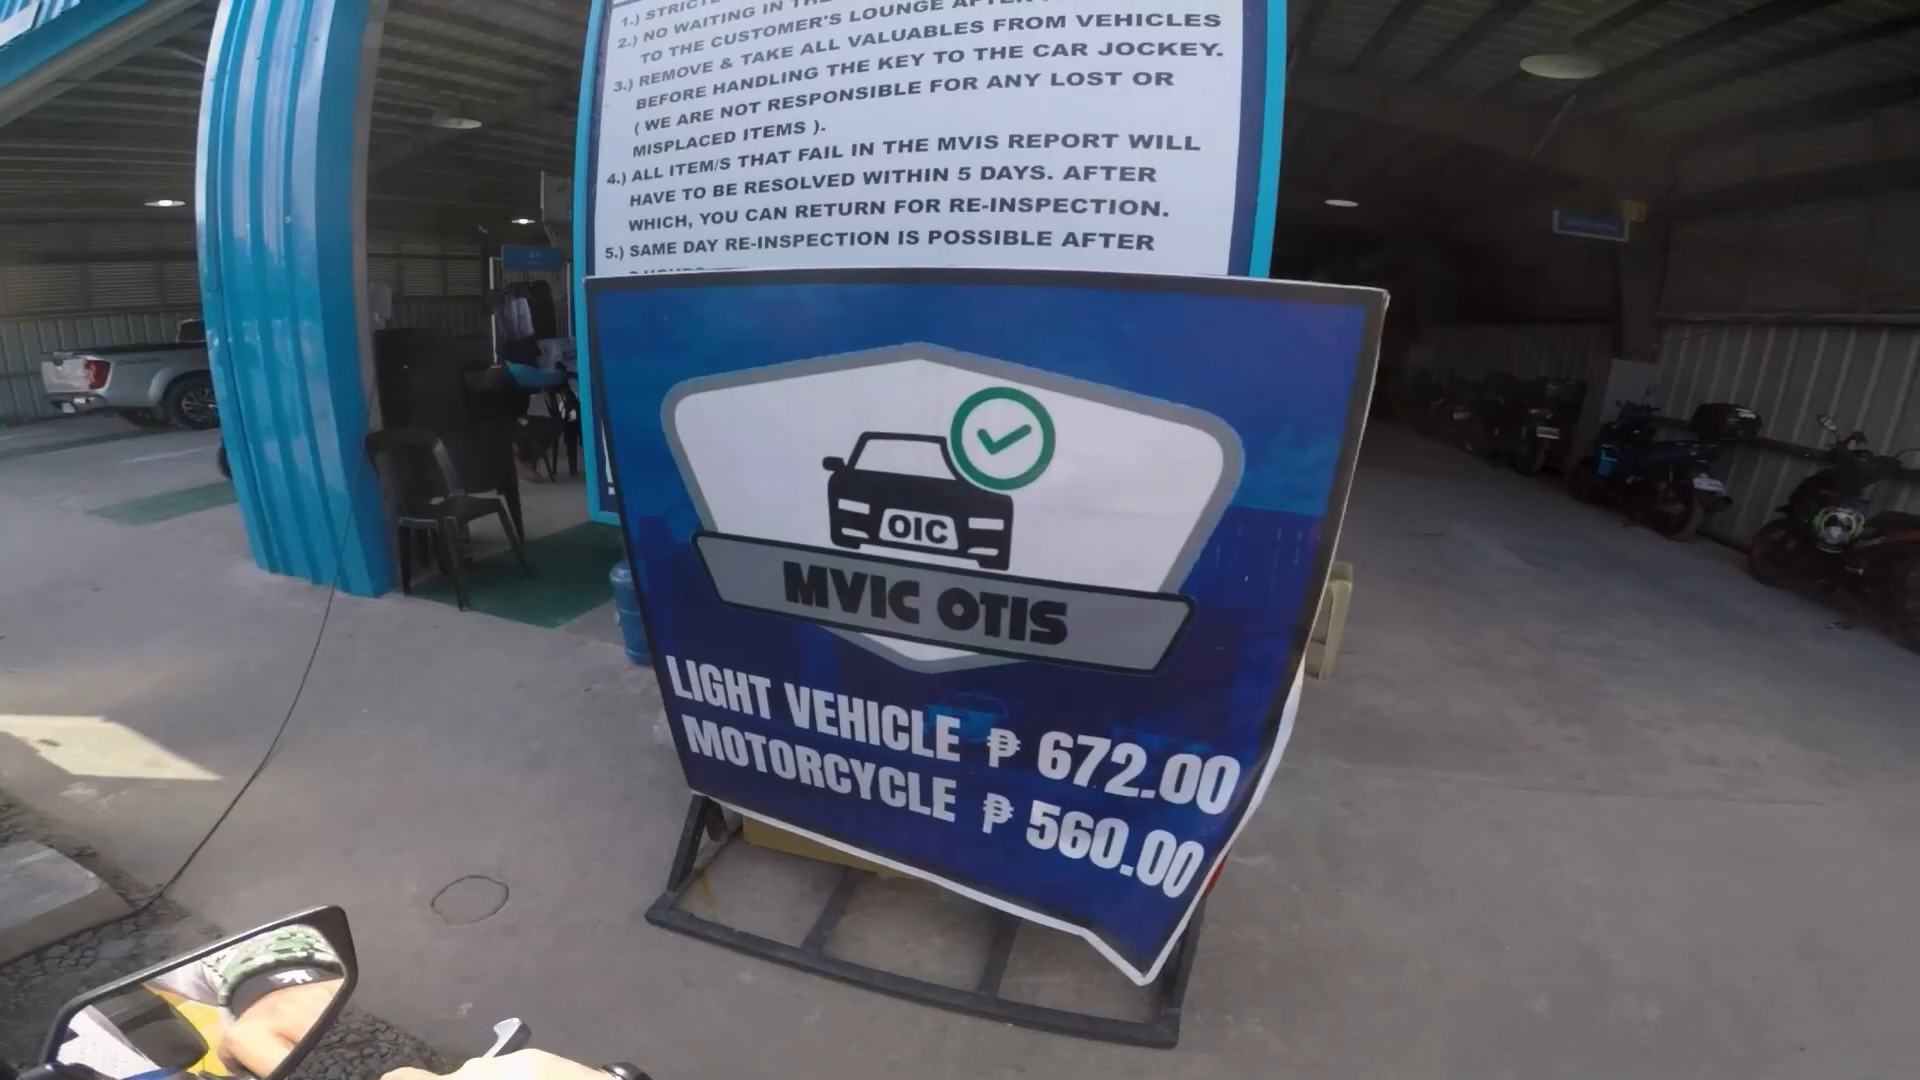 1.) STRICTL
2.) NO WAITING IN THE
TO THE CUSTOMER'S LOUNGE AFTER
3.) REMOVE & TAKE ALL VALUABLES FROM VEHICLES
BEFORE HANDLING THE KEY TO THE CAR JOCKEY.
( WE ARE NOT RESPONSIBLE FOR ANY LOST OR
MISPLACED ITEMS ).
4.) ALL ITEM/S THAT FAIL IN THE MVIS REPORT WILL
HAVE TO BE RESOLVED WITHIN 5 DAYS. AFTER
WHICH, YOU CAN RETURN FOR RE-INSPECTION.
5.) SAME DAY RE-INSPECTION IS POSSIBLE AFTER
OIC
MVIC OTIS
LIGHT VEHICLE ₱ 672.00
MOTORCYCLE ₱ 560.00